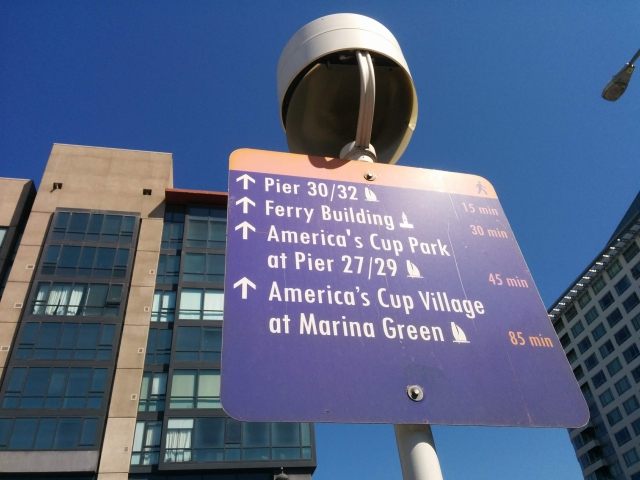 ↑ Pier 30/32 15 min
↑ Ferry Building 30 min
↑ America's Cup Park
at Pier 27/29 45 min
↑ America's Cup Village
at Marina Green 85 min